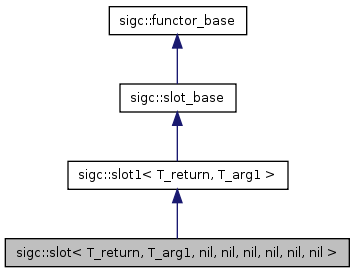 sigc::functor_base
sigc::slot_base
sigc::slot1< T_return, T_arg1 >
sigc::slot< T_return, T_arg1, nil, nil, nil, nil, nil, nil >